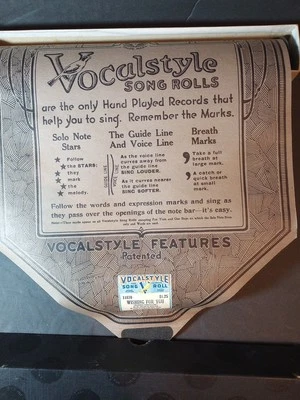 Vocalstyle
SONG ROLLS
are the only Hand Played Records that
help you to sing. Remember the Marks.
Solo Note
Stars
★ Follow
★ the STARS:
★ they
★ mark
★ the
★ melody.
The Guide Line
And Voice Line
As the voice line
curves away from
the guide line
SING LOUDER.
As it curves nearer
the guide line
SING SOFTER.
Breath
Marks
Take a full
breath at
large mark.
A catch or
quick breath
at small
mark.
Follow the words and expression marks and sing as
they pass over the openings of the note bar—it's easy.
VOCALSTYLE FEATURES
Patented
VOCALSTYLE
SONG ROLL
$1.25
WISHING FOR YOU